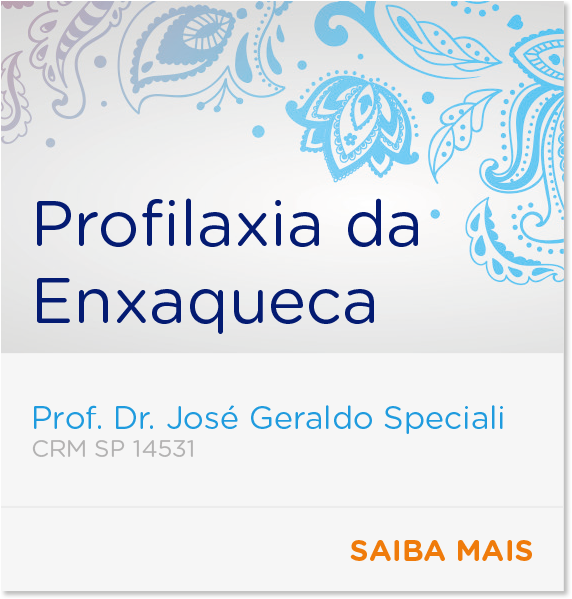 Profilaxia da
Enxaqueca
Prof. Dr. José Geraldo Speciali
CRM SP 14531
SAIBA MAIS